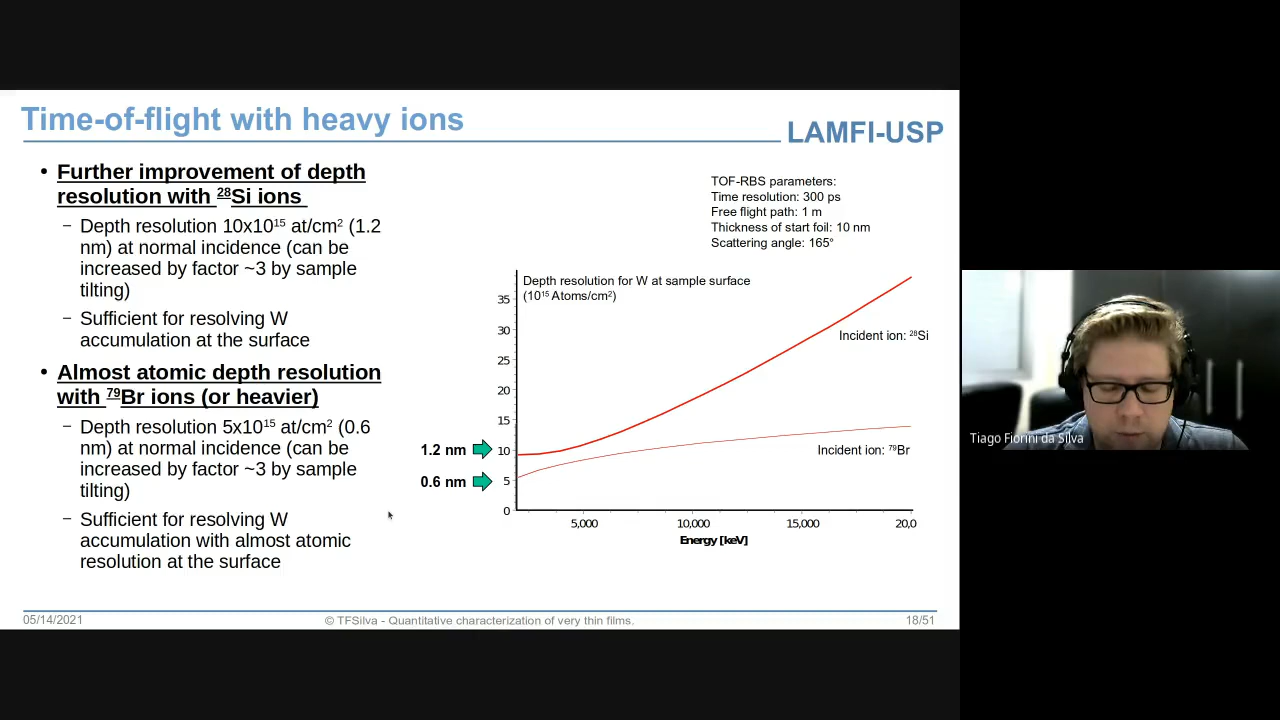 Time-of-flight with heavy ions
LAMFI-USP
• Further improvement of depth
resolution with ²⁸Si ions
– Depth resolution 10x10¹⁵ at/cm² (1.2
nm) at normal incidence (can be
increased by factor ~3 by sample
tilting)
– Sufficient for resolving W
accumulation at the surface
• Almost atomic depth resolution
with ⁷⁹Br ions (or heavier)
– Depth resolution 5x10¹⁵ at/cm² (0.6
nm) at normal incidence (can be
increased by factor ~3 by sample
tilting)
– Sufficient for resolving W
accumulation with almost atomic
resolution at the surface
TOF-RBS parameters:
Time resolution: 300 ps
Free flight path: 1 m
Thickness of start foil: 10 nm
Scattering angle: 165°
Depth resolution for W at sample surface
(10¹⁵ Atoms/cm²)
35
30
25
20
15
10
5
0
Incident ion: ²⁸Si
Incident ion: ⁷⁹Br
1.2 nm
0.6 nm
5,000 10,000 15,000 20,0
Energy [keV]
05/14/2021
© TFSilva - Quantitative characterization of very thin films.
18/51
Tiago Fiorini da Silva